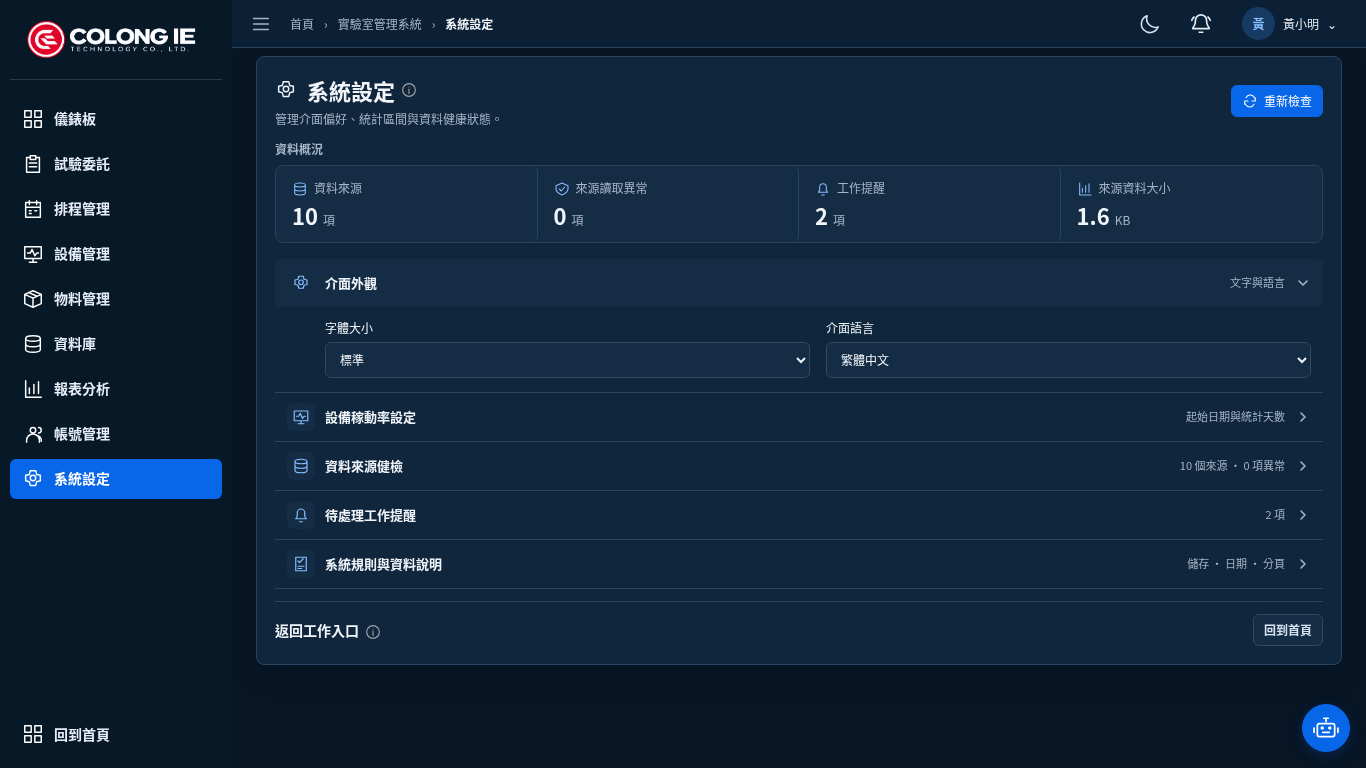 COLONG IE
TECHNOLOGY CO., LTD.
儀錶板
試驗委託
排程管理
設備管理
物料管理
資料庫
報表分析
帳號管理
系統設定
回到首頁
首頁 › 實驗室管理系統 › 系統設定
黃 黃小明
系統設定
管理介面偏好、統計區間與資料健康狀態。
重新檢查
資料概況
資料來源
10 項
來源讀取異常
0 項
工作提醒
2 項
來源資料大小
1.6 KB
介面外觀
文字與語言
字體大小
標準
介面語言
繁體中文
設備稼動率設定
起始日期與統計天數
資料來源健檢
10 個來源 · 0 項異常
待處理工作提醒
2 項
系統規則與資料說明
儲存 · 日期 · 分頁
返回工作入口
回到首頁